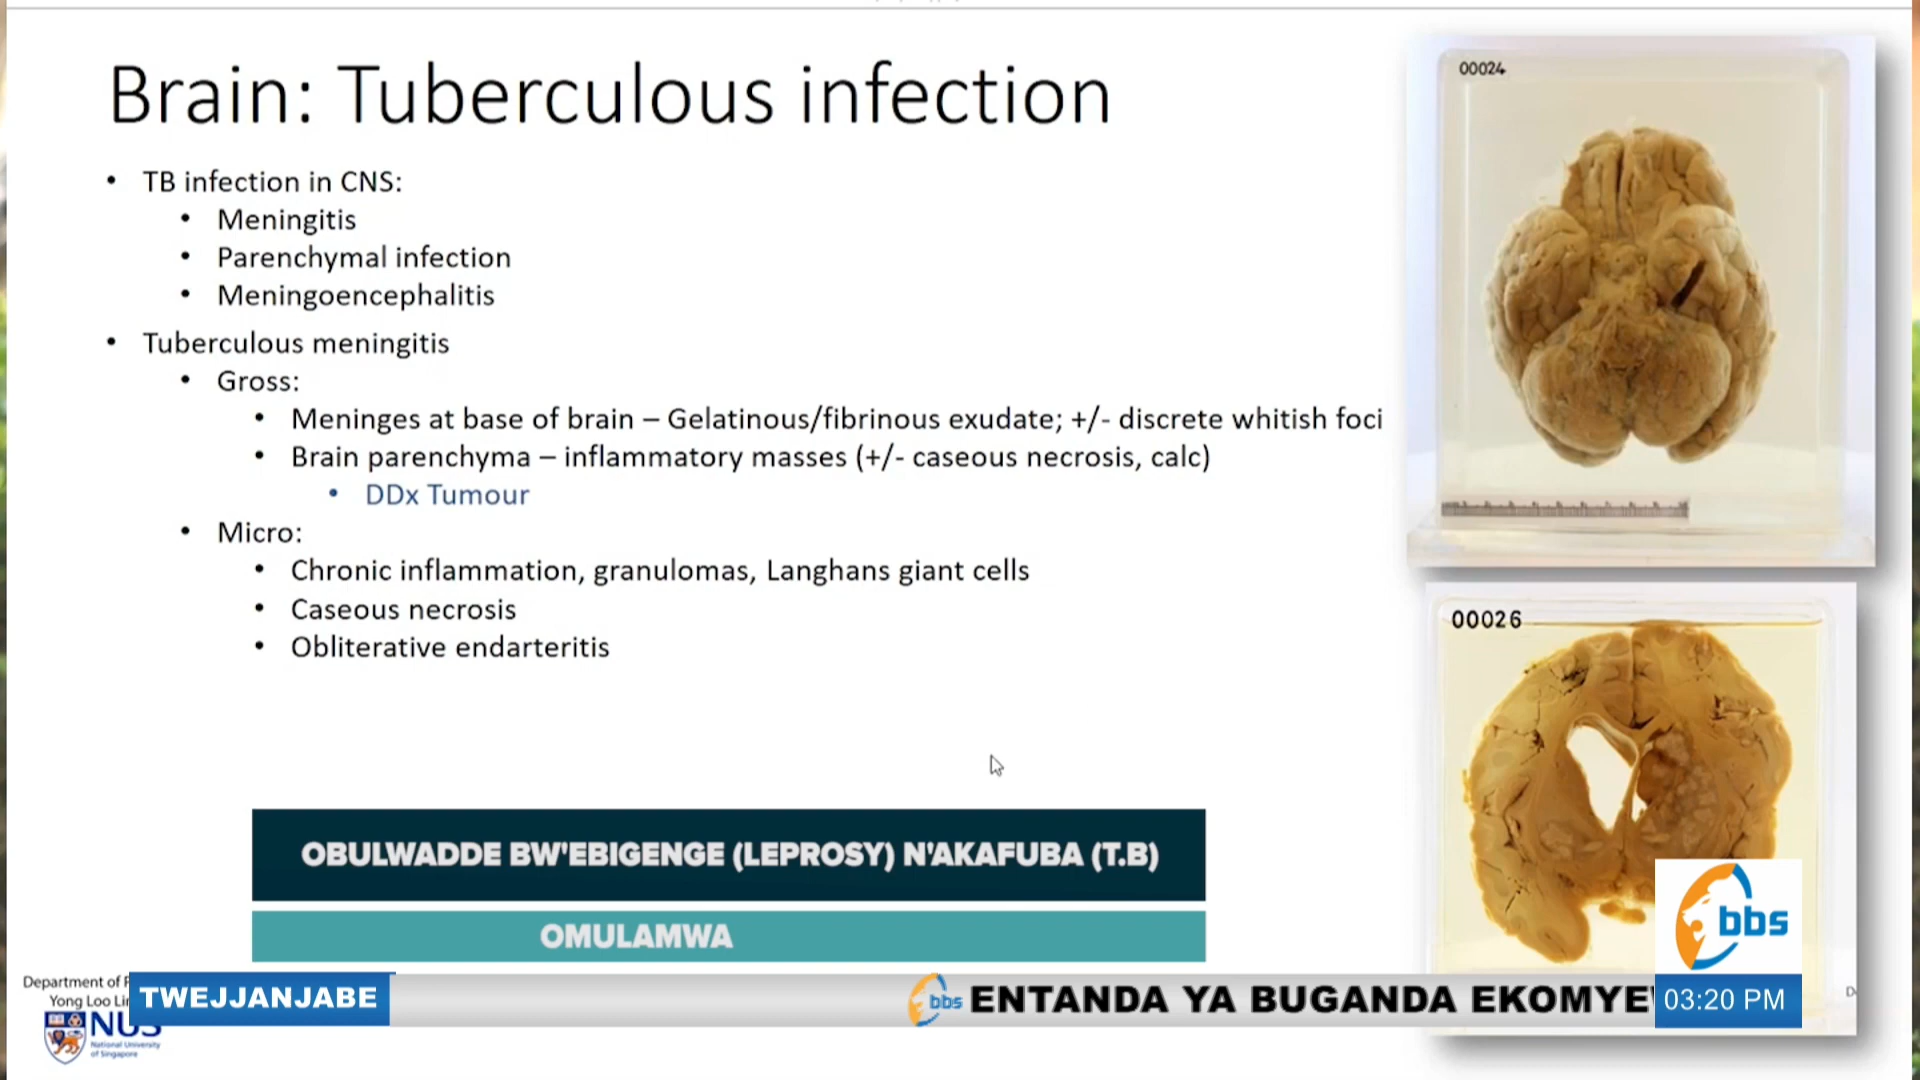 Brain: Tuberculous infection
• TB infection in CNS:
• Meningitis
• Parenchymal infection
• Meningoencephalitis
• Tuberculous meningitis
• Gross:
• Meninges at base of brain – Gelatinous/fibrinous exudate; +/- discrete whitish foci
• Brain parenchyma – inflammatory masses (+/- caseous necrosis, calc)
• DDx Tumour
• Micro:
• Chronic inflammation, granulomas, Langhans giant cells
• Caseous necrosis
• Obliterative endarteritis
00024
00026
OBULWADDE BW'EBIGENGE (LEPROSY) N'AKAFUBA (T.B)
OMULAMWA
bbs
Department of
Yong Loo
NUS
National University
of Singapore
TWEJJANJABE
bbs ENTANDA YA BUGANDA
03:20 PM